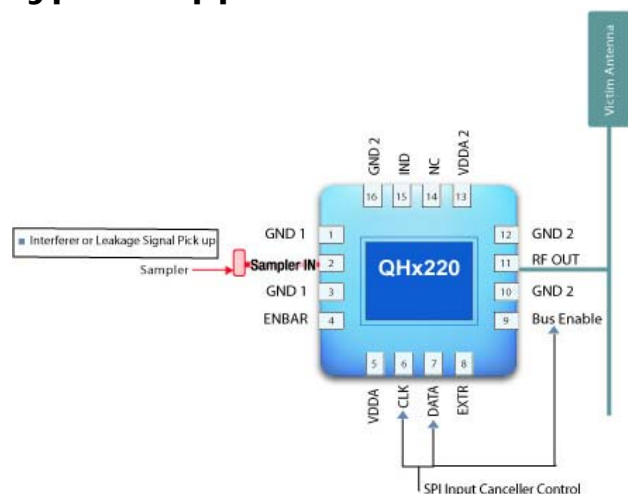 Victim Antenna
GND 2
IND
NC
VDDA 2
16
15
14
13
GND 1
1
12
GND 2
Interferer or Leakage Signal Pick up
Sampler
Sampler IN
2
QHx220
11
RF OUT
GND 1
3
10
GND 2
ENBAR
4
9
Bus Enable
5
6
7
8
VDDA
CLK
DATA
EXTR
SPI Input Canceller Control